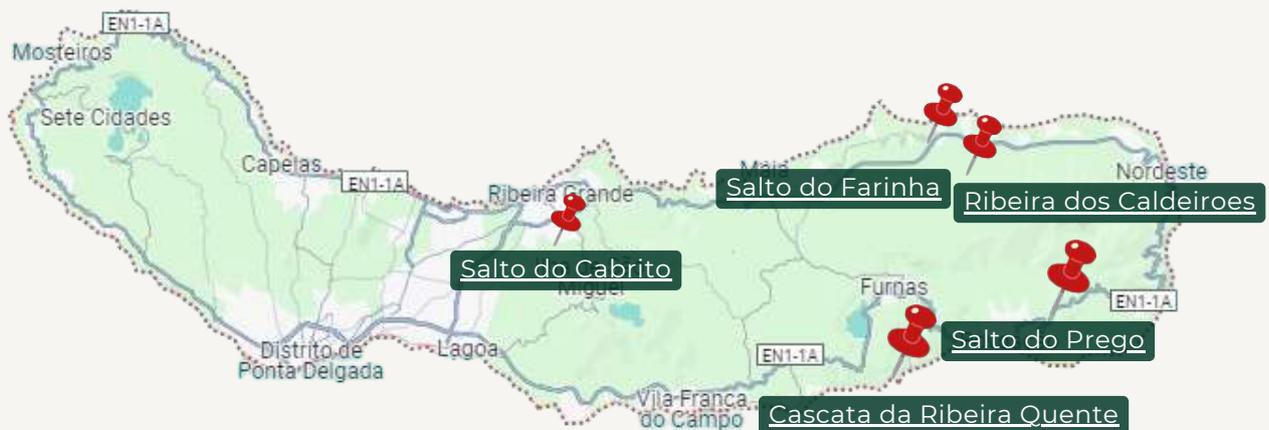 EN1-1A
Mosteiros
Sete Cidades
Capelas
EN1-1A
Ribeira Grande
Maia
Nordeste
Salto do Farinha
Ribeira dos Caldeiroes
Salto do Cabrito
Miguel
Furnas
EN1-1A
Salto do Prego
Distrito de
Ponta Delgada
Lagoa
EN1-1A
Vila Franca
do Campo
Cascata da Ribeira Quente